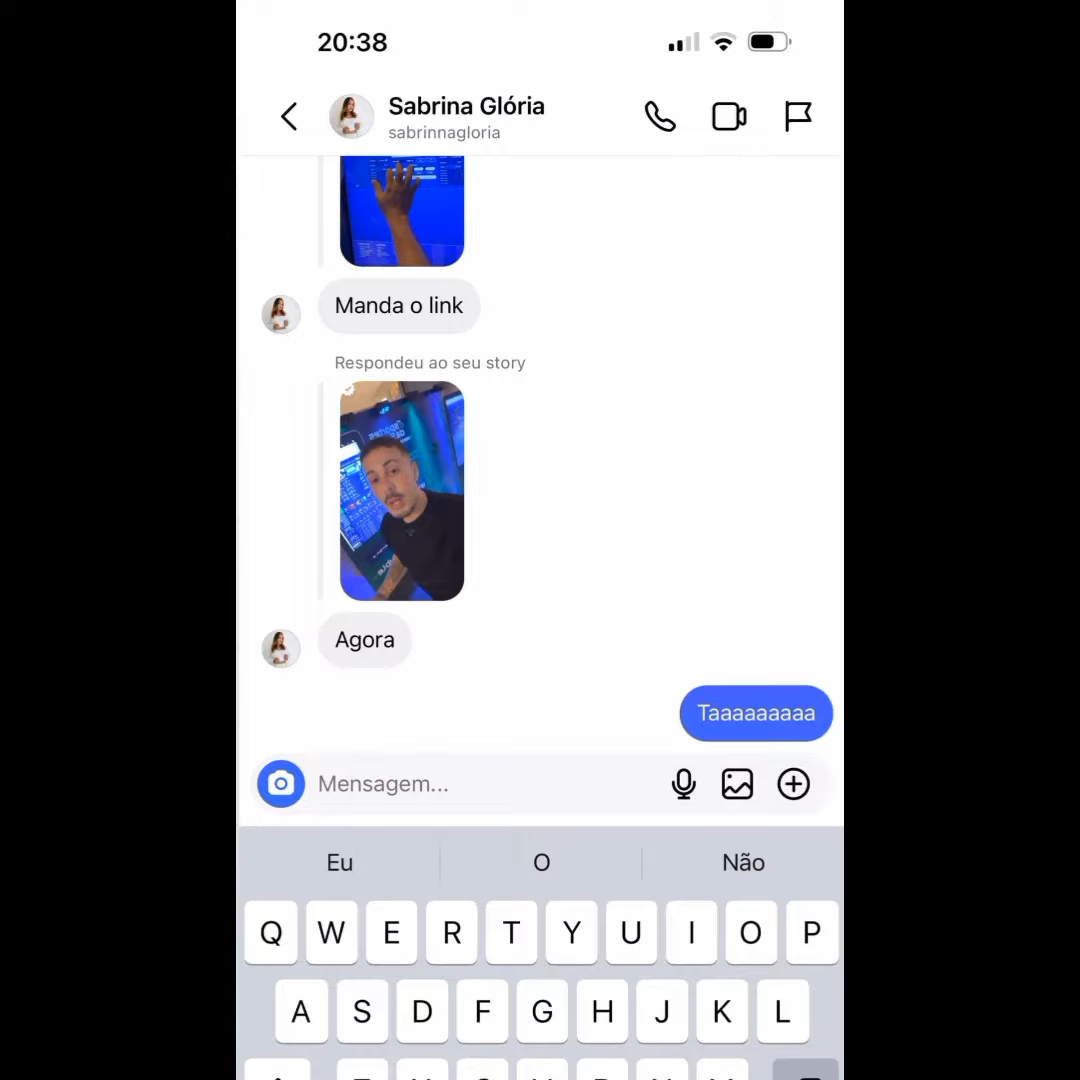 20:38
Sabrina Glória
sabrinnagloria
Manda o link
Respondeu ao seu story
Agora
Taaaaaaaaa
Mensagem...
Eu
O
Não
Q W E R T Y U I O P
A S D F G H J K L